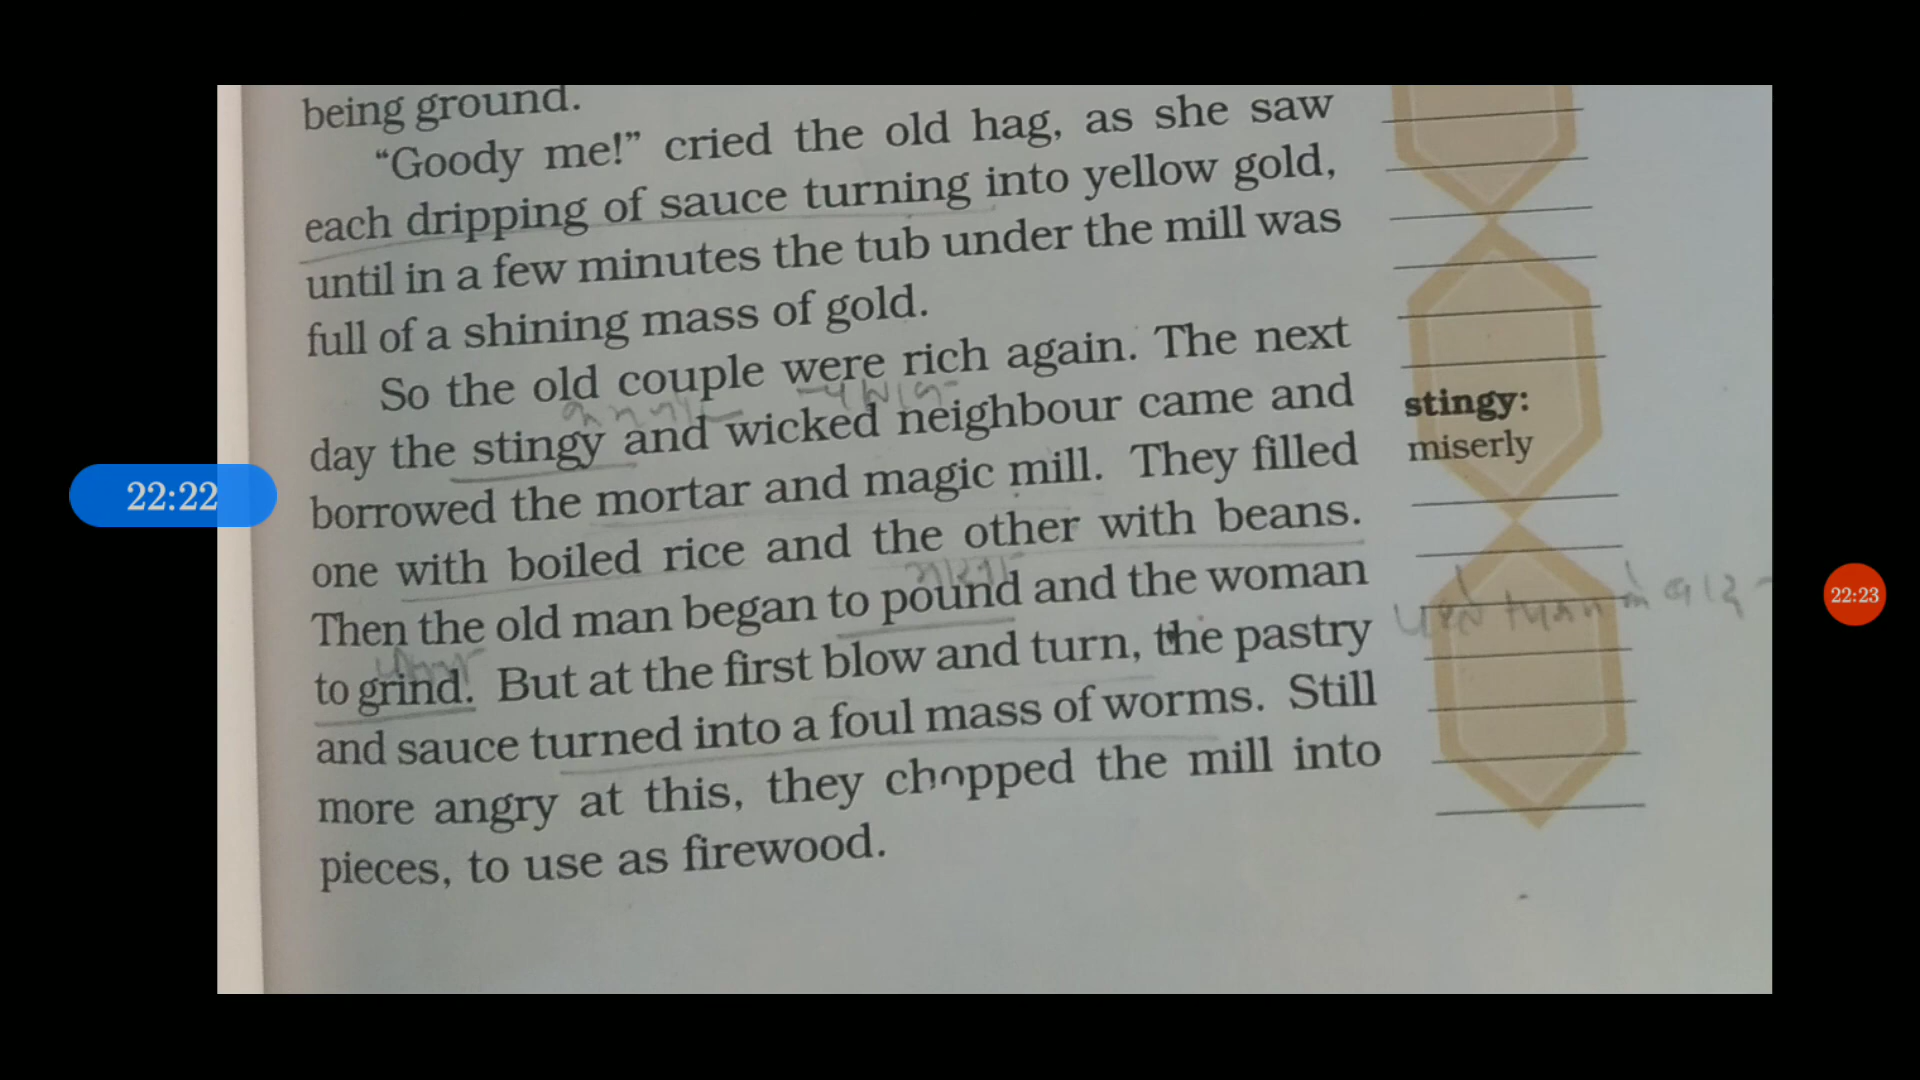 being ground.
“Goody me!” cried the old hag, as she saw
each dripping of sauce turning into yellow gold,
until in a few minutes the tub under the mill was
full of a shining mass of gold.
So the old couple were rich again. The next
day the stingy and wicked neighbour came and
borrowed the mortar and magic mill. They filled
one with boiled rice and the other with beans.
Then the old man began to pound and the woman
to grind. But at the first blow and turn, the pastry
and sauce turned into a foul mass of worms. Still
more angry at this, they chopped the mill into
pieces, to use as firewood.
stingy:
miserly
22:22
22:23